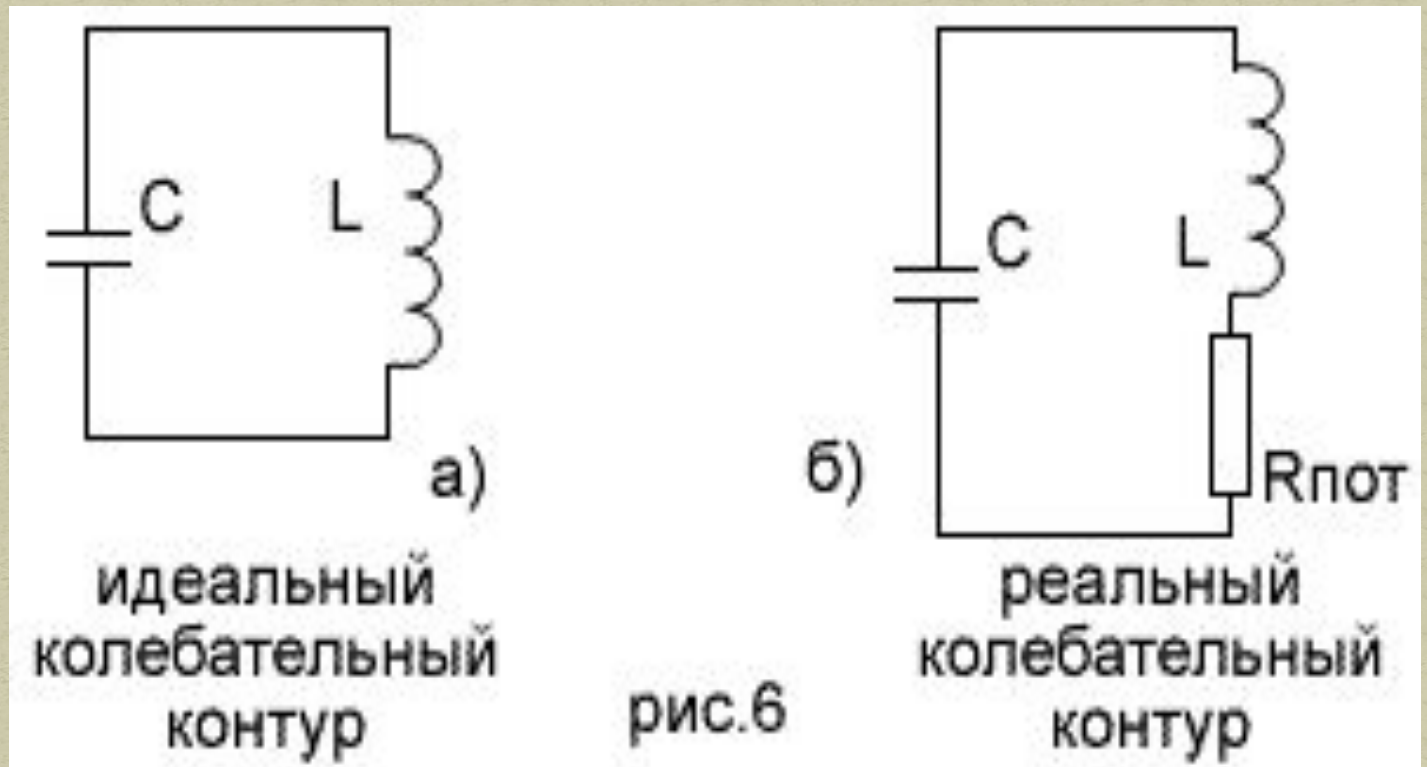 C
L
а)
идеальный
колебательный
контур
рис.6
C
L
Rпот
б)
реальный
колебательный
контур